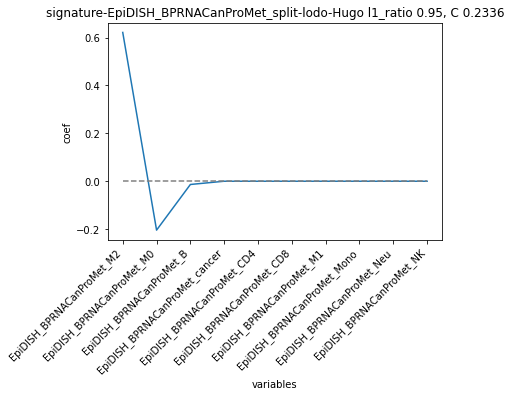 signature-EpiDISH_BPRNACanProMet_split-lodo-Hugo l1_ratio 0.95, C 0.2336
0.6
0.4
0.2
0.0
−0.2
coef
EpiDISH_BPRNACanProMet_M2
EpiDISH_BPRNACanProMet_M0
EpiDISH_BPRNACanProMet_B
EpiDISH_BPRNACanProMet_cancer
EpiDISH_BPRNACanProMet_CD4
EpiDISH_BPRNACanProMet_CD8
EpiDISH_BPRNACanProMet_M1
EpiDISH_BPRNACanProMet_Mono
EpiDISH_BPRNACanProMet_Neu
EpiDISH_BPRNACanProMet_NK
variables